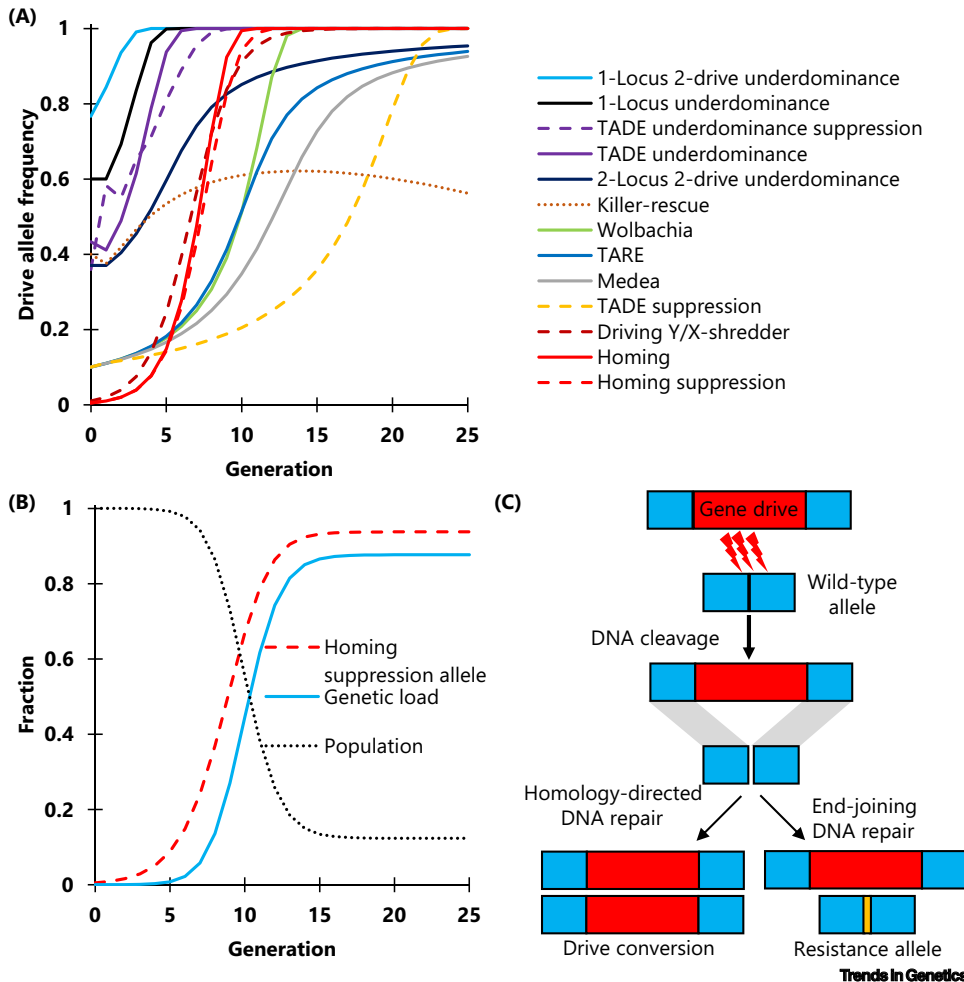 (A)
1
0.8
0.6
0.4
0.2
0
Drive allele frequency
0 5 10 15 20 25
Generation
1-Locus 2-drive underdominance
1-Locus underdominance
TADE underdominance suppression
TADE underdominance
2-Locus 2-drive underdominance
Killer-rescue
Wolbachia
TARE
Medea
TADE suppression
Driving Y/X-shredder
Homing
Homing suppression
(B)
1
0.8
0.6
0.4
0.2
0
Fraction
Homing
suppression allele
Genetic load
Population
0 5 10 15 20 25
Generation
(C)
Gene drive
Wild-type
allele
DNA cleavage
Homology-directed
DNA repair
End-joining
DNA repair
Drive conversion
Resistance allele
Trends in Genetics